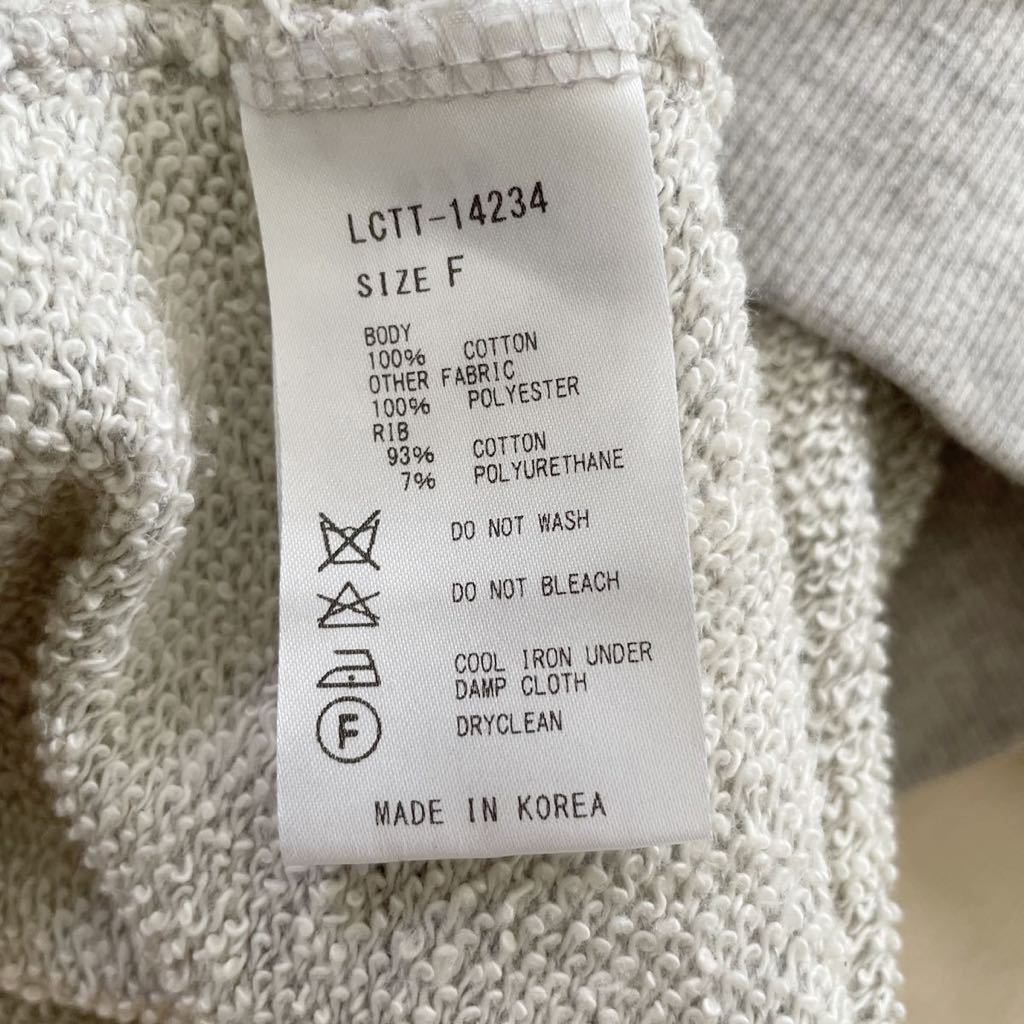 LCTT-14234
SIZE F
BODY
100% COTTON
OTHER FABRIC
100% POLYESTER
RIB
93% COTTON
7% POLYURETHANE
DO NOT WASH
DO NOT BLEACH
COOL IRON UNDER
DAMP CLOTH
F DRYCLEAN
MADE IN KOREA